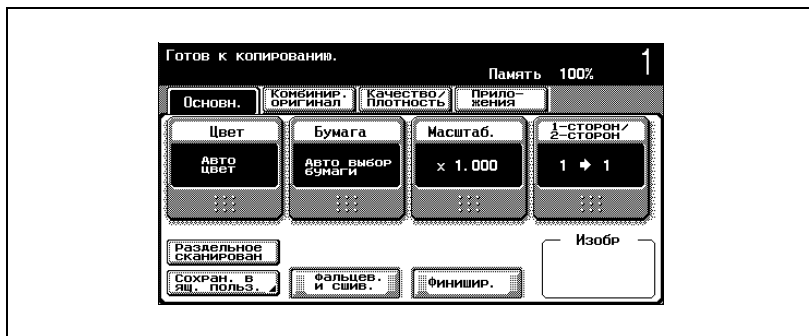 Готов к копированию.
1
Память 100%
Основн.
Комбинир.
оригинал
Качество/
плотность
Прило-
жения
Цвет
Бумага
Масштаб.
1-сторон/
2-сторон
Авто
цвет
Авто выбор
бумаги
x 1.000
1 ➔ 1
Раздельное
сканирован
Изобр
Сохран. в
ящ. польз.
Фальцев.
и сшив.
Финишир.